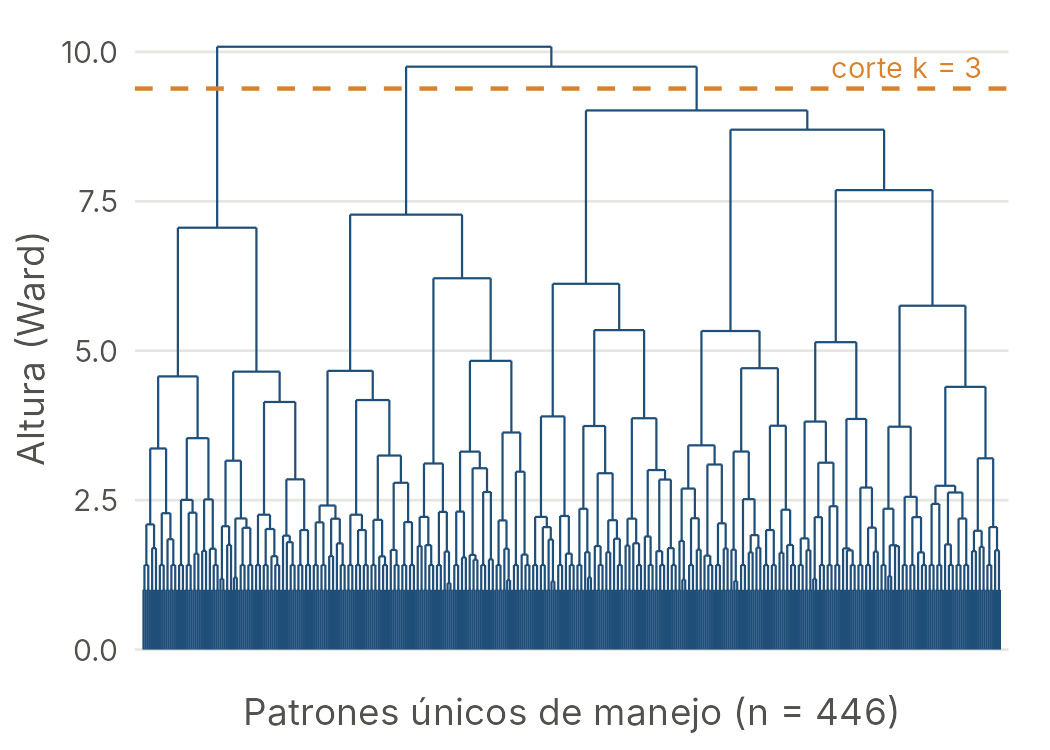 10.0
corte k = 3
7.5
5.0
2.5
0.0
Altura (Ward)
Patrones únicos de manejo (n = 446)